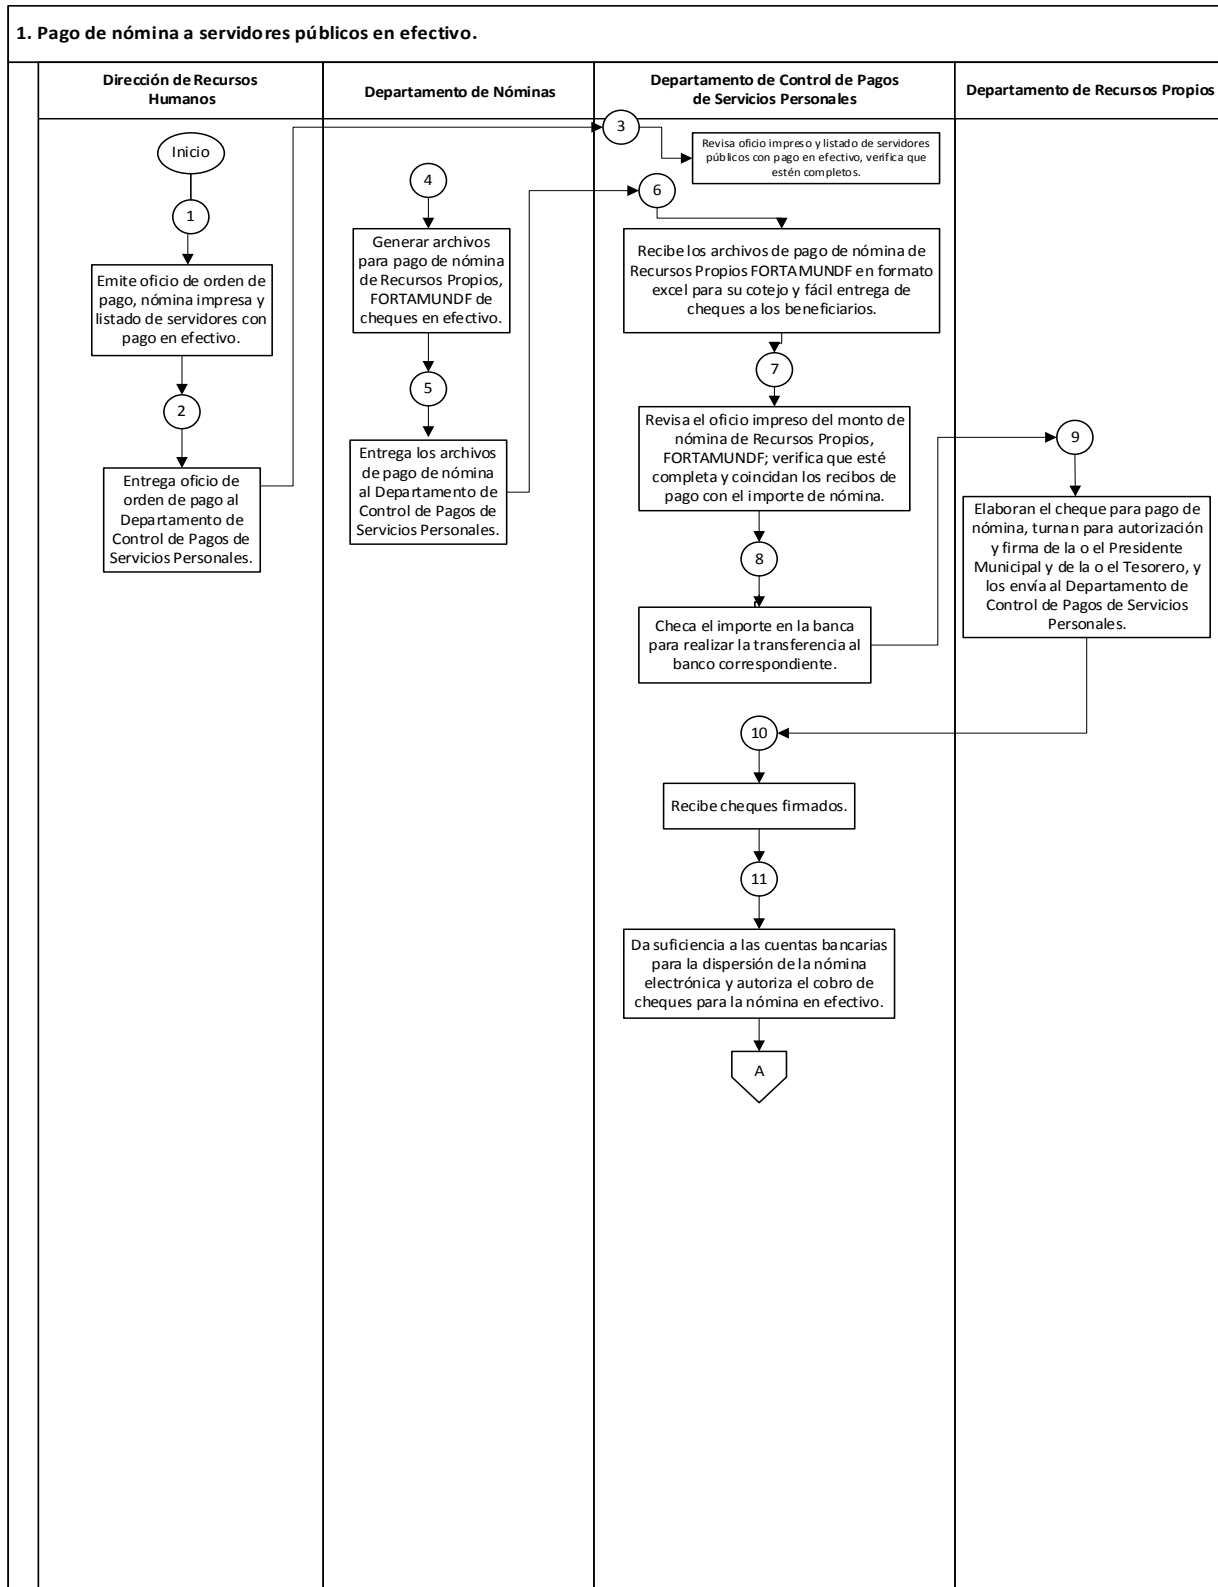 1. Pago de nómina a servidores públicos en efectivo.
Dirección de Recursos
Humanos
Departamento de Nóminas
Departamento de Control de Pagos
de Servicios Personales
Departamento de Recursos Propios
Inicio
1
Emite oficio de orden de
pago, nómina impresa y
listado de servidores con
pago en efectivo.
2
Entrega oficio de
orden de pago al
Departamento de
Control de Pagos de
Servicios Personales.
3
Revisa oficio impreso y listado de servidores
públicos con pago en efectivo, verifica que
estén completos.
4
Generar archivos
para pago de nómina
de Recursos Propios,
FORTAMUNDF de
cheques en efectivo.
5
Entrega los archivos
de pago de nómina
al Departamento de
Control de Pagos de
Servicios Personales.
6
Recibe los archivos de pago de nómina de
Recursos Propios FORTAMUNDF en formato
excel para su cotejo y fácil entrega de
cheques a los beneficiarios.
7
Revisa el oficio impreso del monto de
nómina de Recursos Propios,
FORTAMUNDF; verifica que esté
completa y coincidan los recibos de
pago con el importe de nómina.
8
Checa el importe en la banca
para realizar la transferencia al
banco correspondiente.
9
Elaboran el cheque para pago de
nómina, turnan para autorización
y firma de la o el Presidente
Municipal y de la o el Tesorero, y
los envía al Departamento de
Control de Pagos de Servicios
Personales.
10
Recibe cheques firmados.
11
Da suficiencia a las cuentas bancarias
para la dispersión de la nómina
electrónica y autoriza el cobro de
cheques para la nómina en efectivo.
A